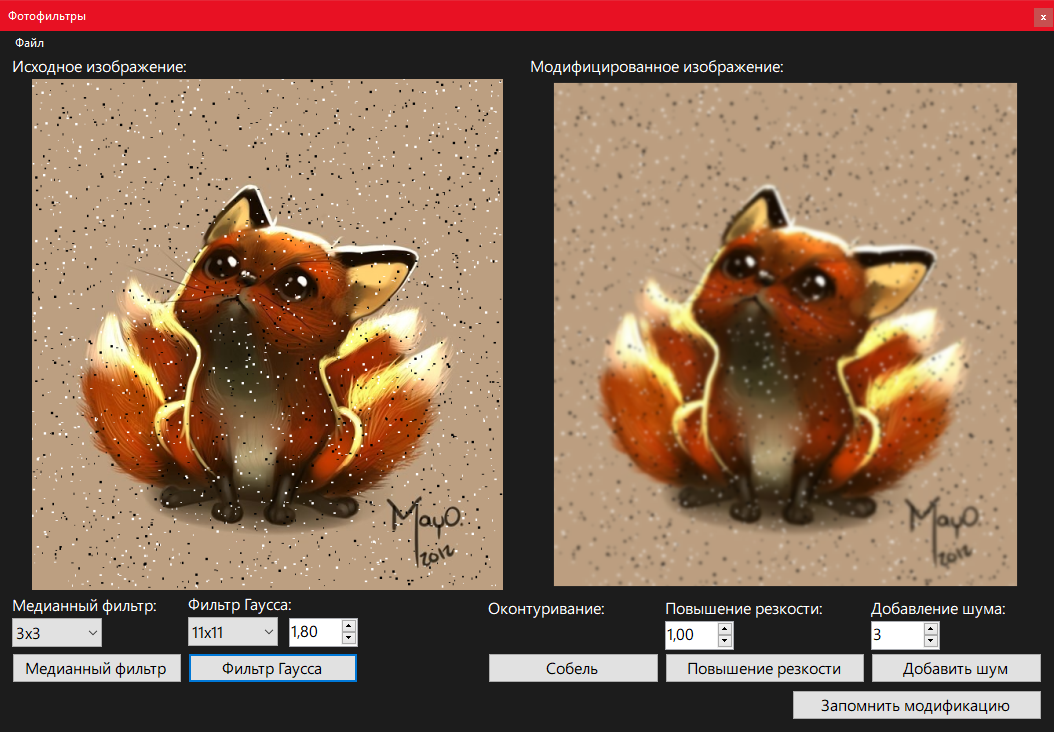 Фотофильтры
x
Файл
Исходное изображение:
Модифицированное изображение:
MayO.
2012
MayO.
2012
Медианный фильтр:
Фильтр Гаусса:
Оконтуривание:
Повышение резкости:
Добавление шума:
3x3
11x11
1,80
1,00
3
Медианный фильтр
Фильтр Гаусса
Собель
Повышение резкости
Добавить шум
Запомнить модификацию